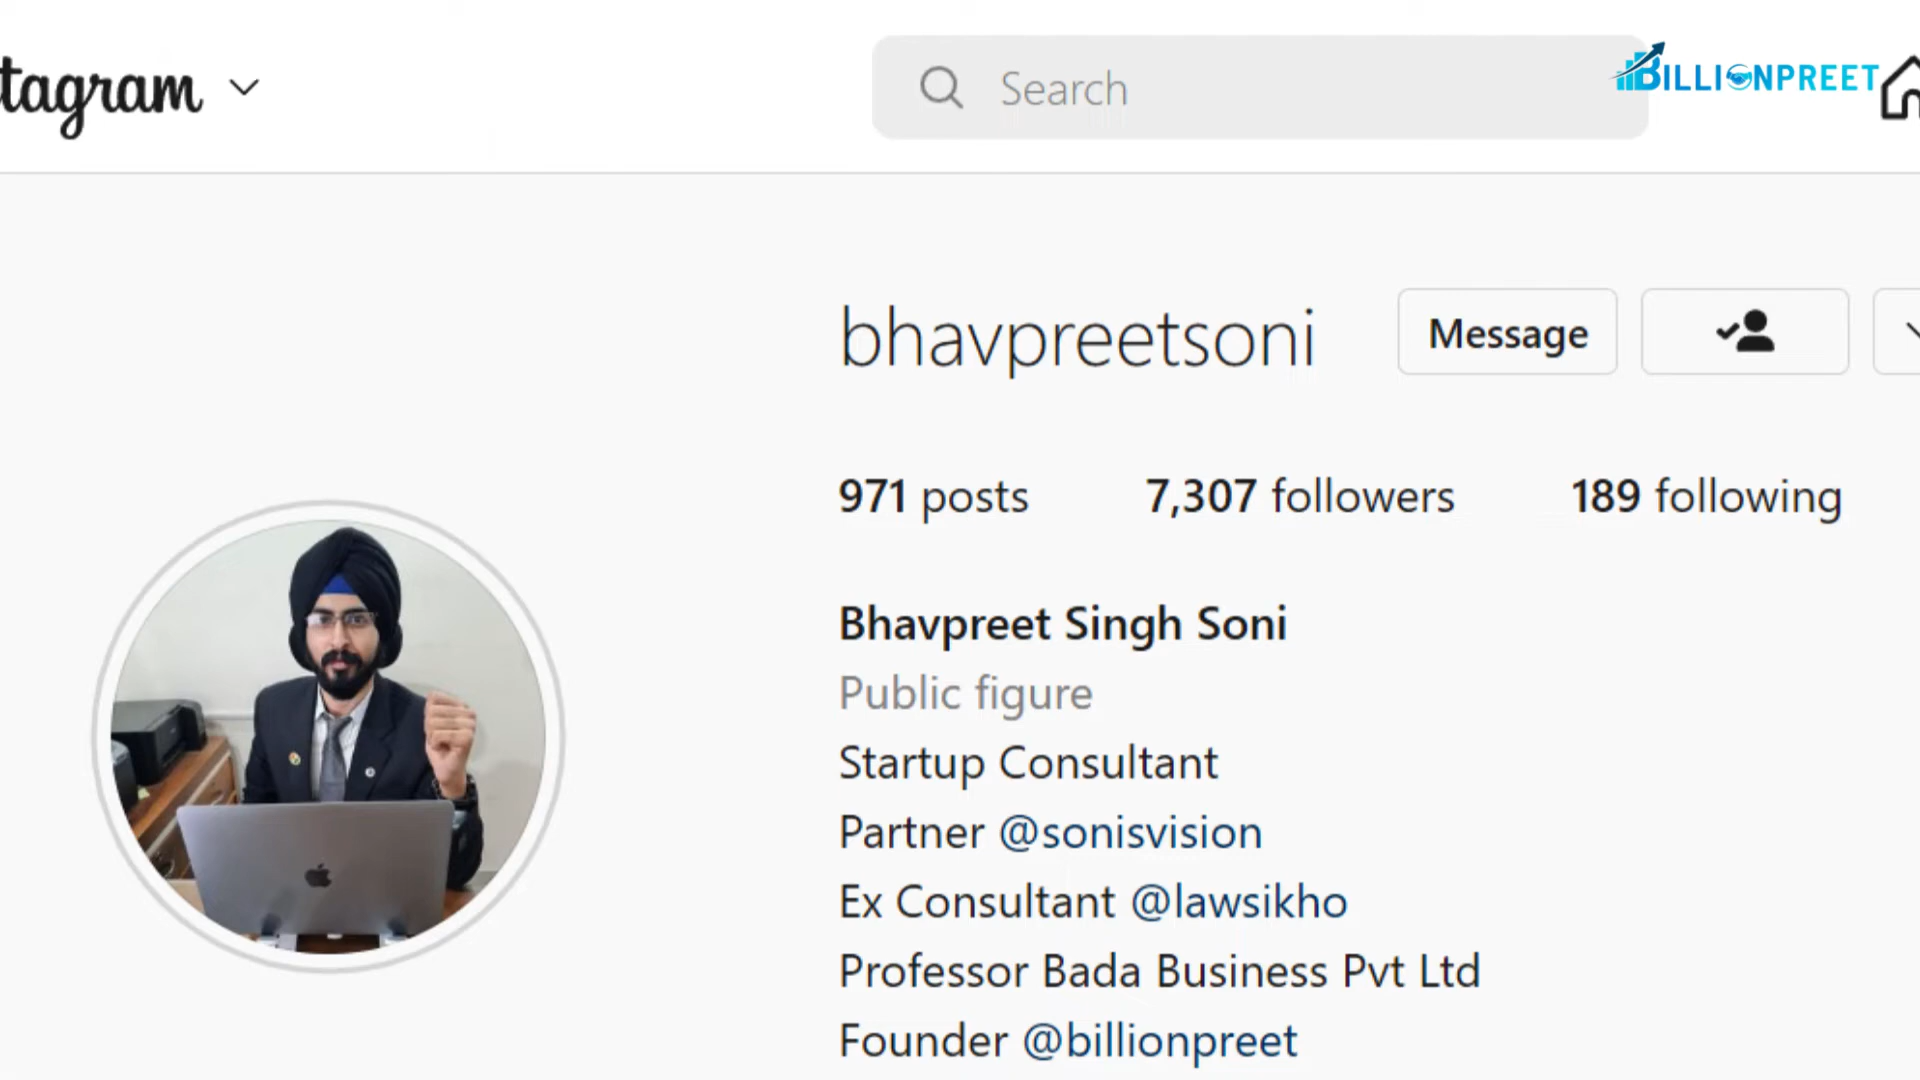 tagram
Search
BILLIONPREET
bhavpreetsoni
Message
971 posts 7,307 followers 189 following
Bhavpreet Singh Soni
Public figure
Startup Consultant
Partner @sonisvision
Ex Consultant @lawsikho
Professor Bada Business Pvt Ltd
Founder @billionpreet